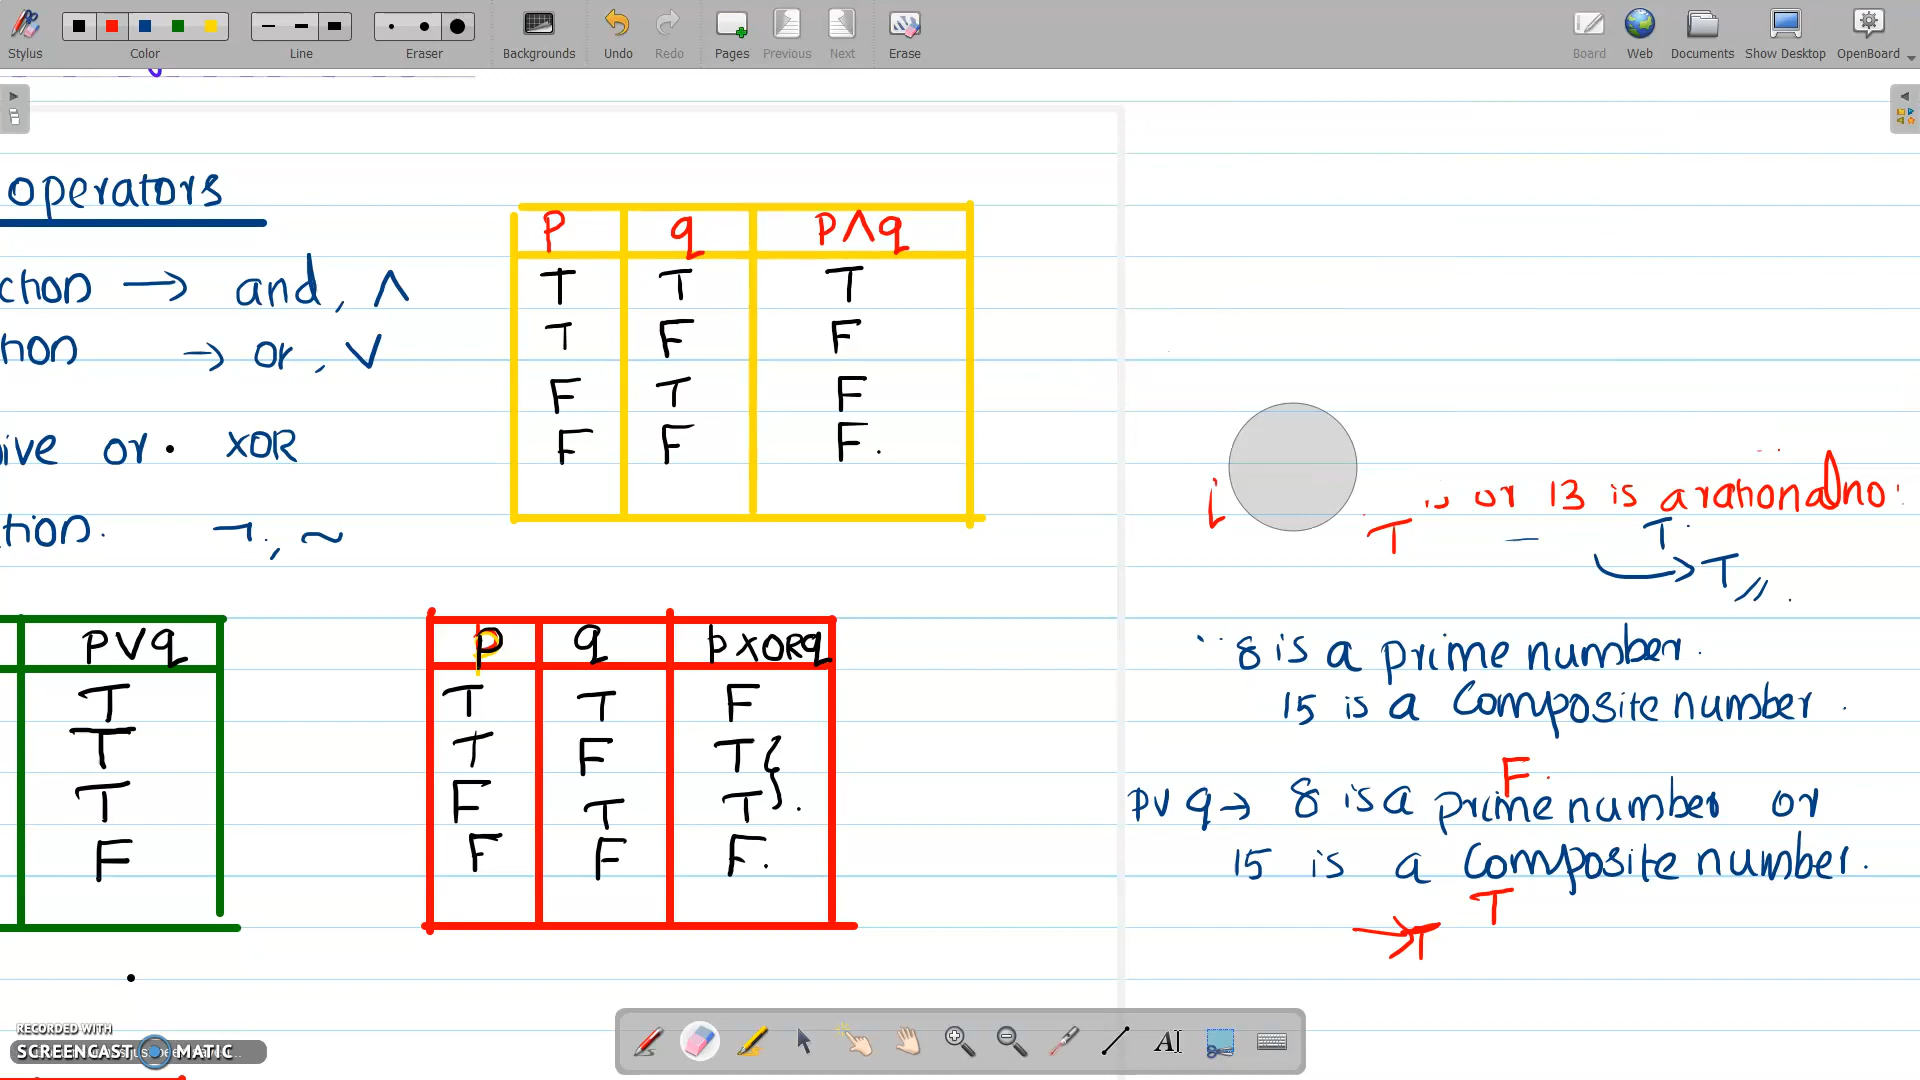 Stylus
Color
Line
Eraser
Backgrounds
Undo
Redo
Pages
Previous
Next
Erase
Board
Web
Documents
Show Desktop
OpenBoard
operators
ction → and, ∧
tion → or, ∨
ive or. XOR
tion. ¬, ~
p q p∧q
T T T
T F F
F T F
F F F.
p∨q
T
T
T
F
p q p XOR q
T T F
T F T
F T T.
F F F.
or 13 is a rational no.
T T
→ T //.
8 is a prime number.
15 is a composite number.
F.
p∨q → 8 is a prime number or
15 is a composite number.
T
→ T
RECORDED WITH
SCREENCAST MATIC